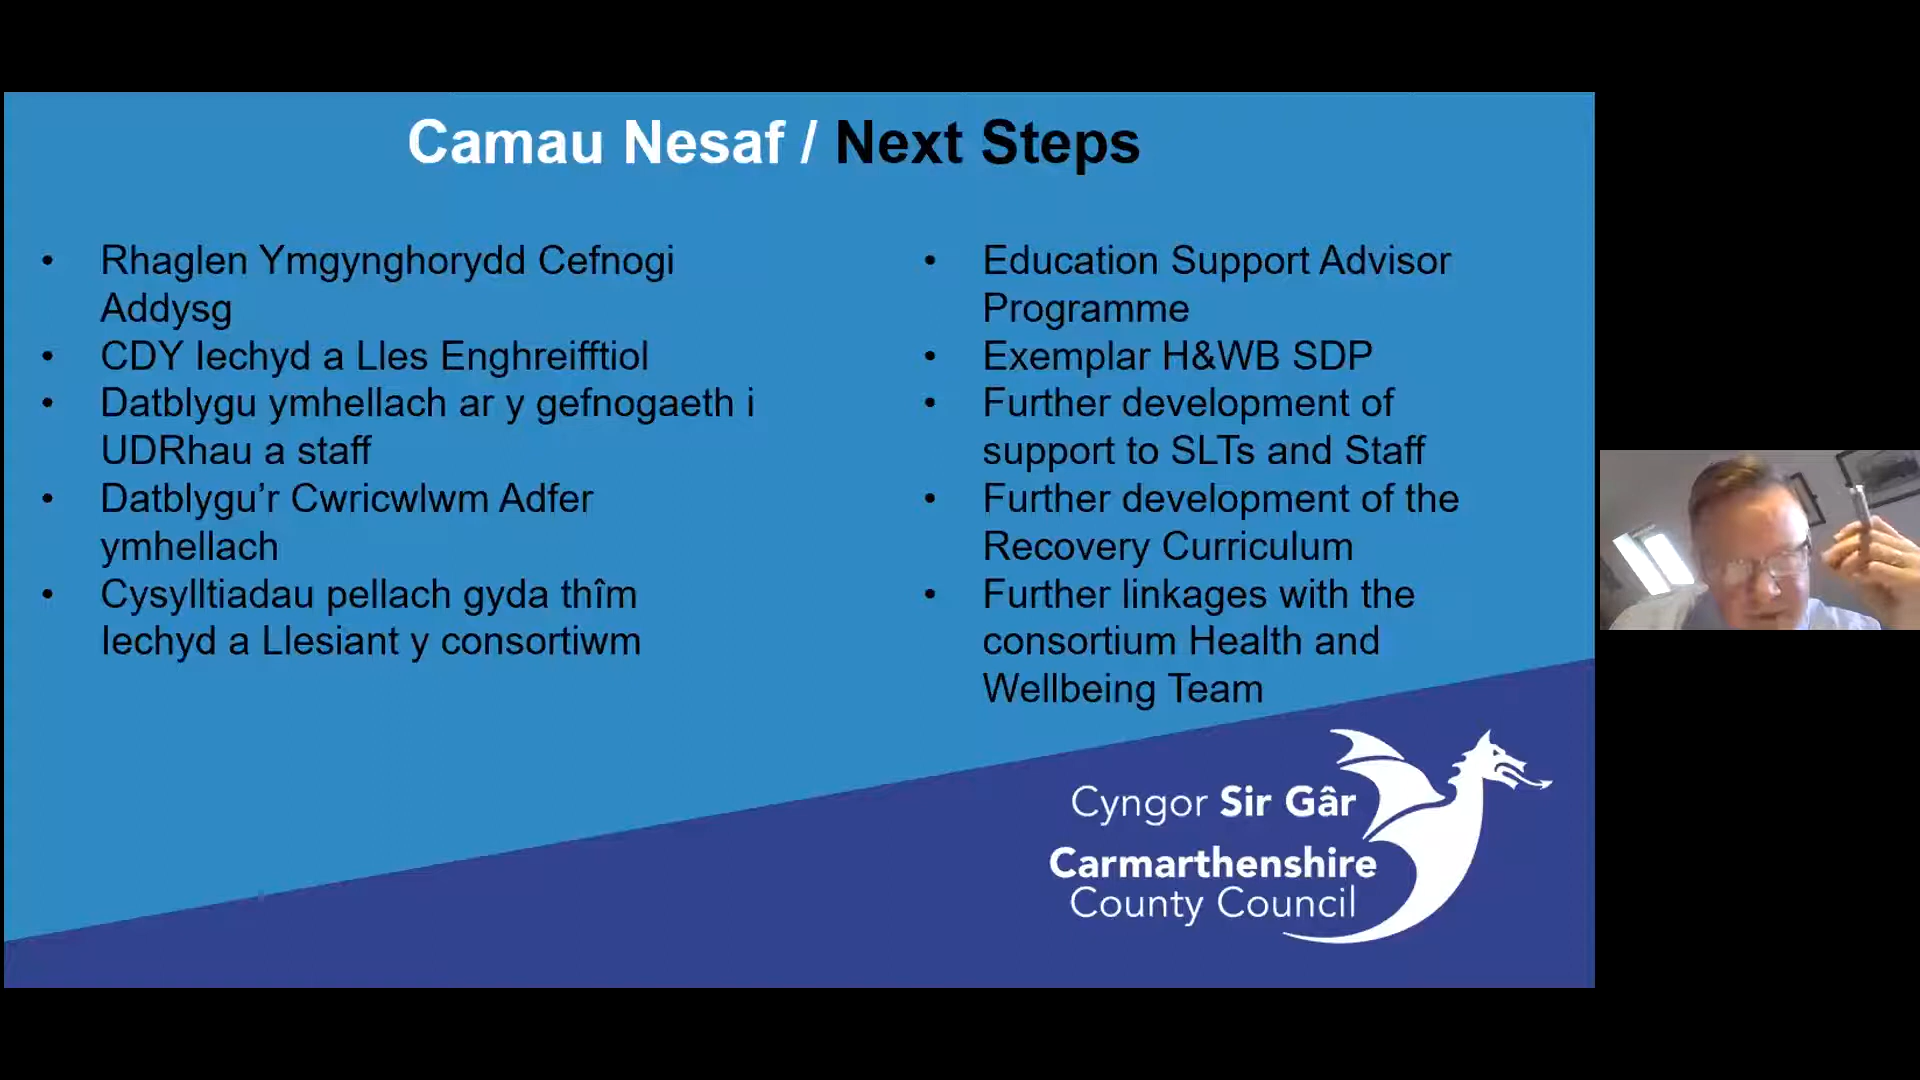 Camau Nesaf / Next Steps
• Rhaglen Ymgynghorydd Cefnogi
Addysg
• CDY Iechyd a Lles Enghreifftiol
• Datblygu ymhellach ar y gefnogaeth i
UDRhau a staff
• Datblygu’r Cwricwlwm Adfer
ymhellach
• Cysylltiadau pellach gyda thîm
Iechyd a Llesiant y consortiwm
• Education Support Advisor
Programme
• Exemplar H&WB SDP
• Further development of
support to SLTs and Staff
• Further development of the
Recovery Curriculum
• Further linkages with the
consortium Health and
Wellbeing Team
Cyngor Sir Gâr
Carmarthenshire
County Council